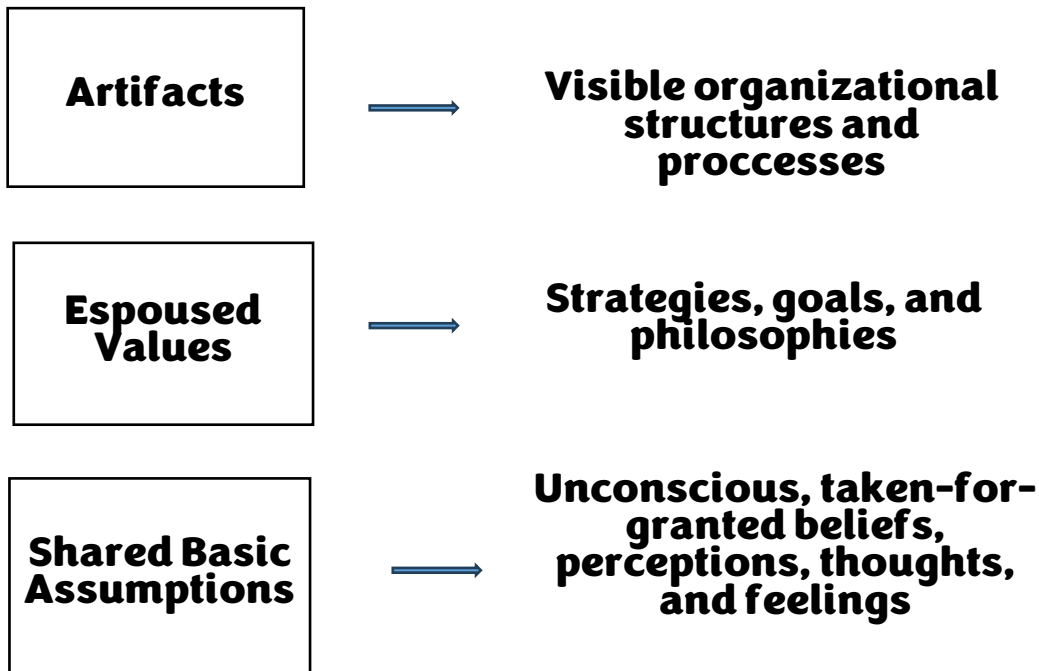 Artifacts
Visible organizational
structures and
proccesses
Espoused
Values
Strategies, goals, and
philosophies
Shared Basic
Assumptions
Unconscious, taken-for-
granted beliefs,
perceptions, thoughts,
and feelings